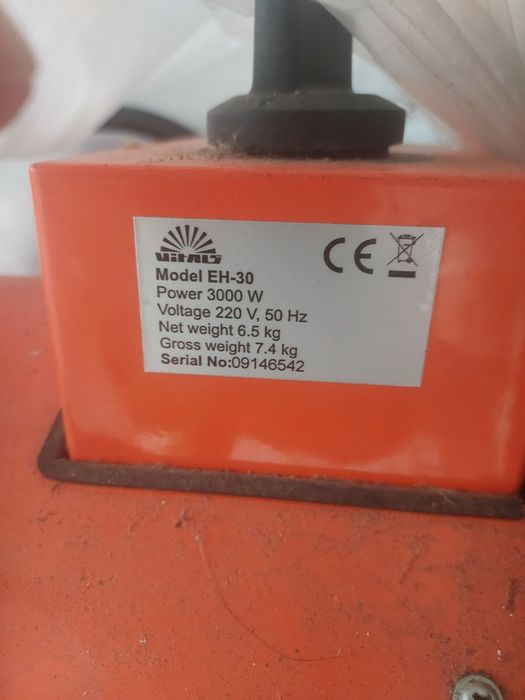 VITALS
CE
Model EH-30
Power 3000 W
Voltage 220 V, 50 Hz
Net weight 6.5 kg
Gross weight 7.4 kg
Serial No:09146542